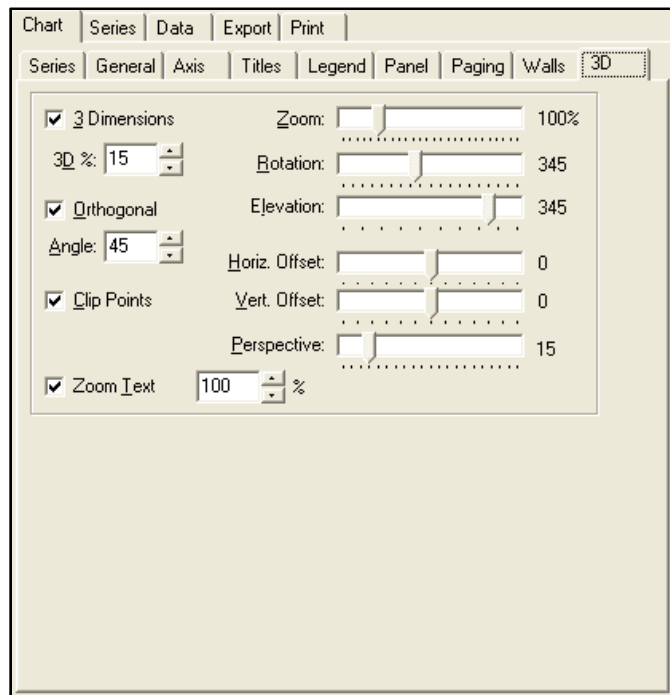 Chart Series Data Export Print
Series General Axis Titles Legend Panel Paging Walls 3D
3 Dimensions Zoom: 100%
3D %: 15 Rotation: 345
Orthogonal Elevation: 345
Angle: 45 Horiz. Offset: 0
Clip Points Vert. Offset: 0
Perspective: 15
Zoom Text 100 %